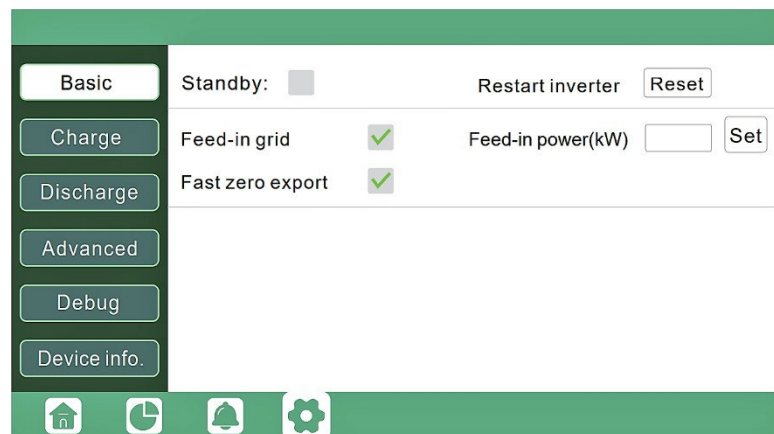 Basic
Standby:
Restart inverter
Reset
Charge
Feed-in grid
Feed-in power(kW)
Set
Discharge
Fast zero export
Advanced
Debug
Device info.